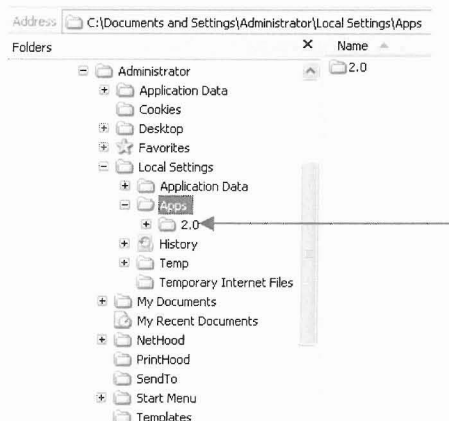 Address C:\Documents and Settings\Administrator\Local Settings\Apps
Folders
Name
Administrator
Application Data
Cookies
Desktop
Favorites
Local Settings
Application Data
Apps
2.0
History
Temp
Temporary Internet Files
My Documents
My Recent Documents
NetHood
PrintHood
SendTo
Start Menu
Templates
2.0